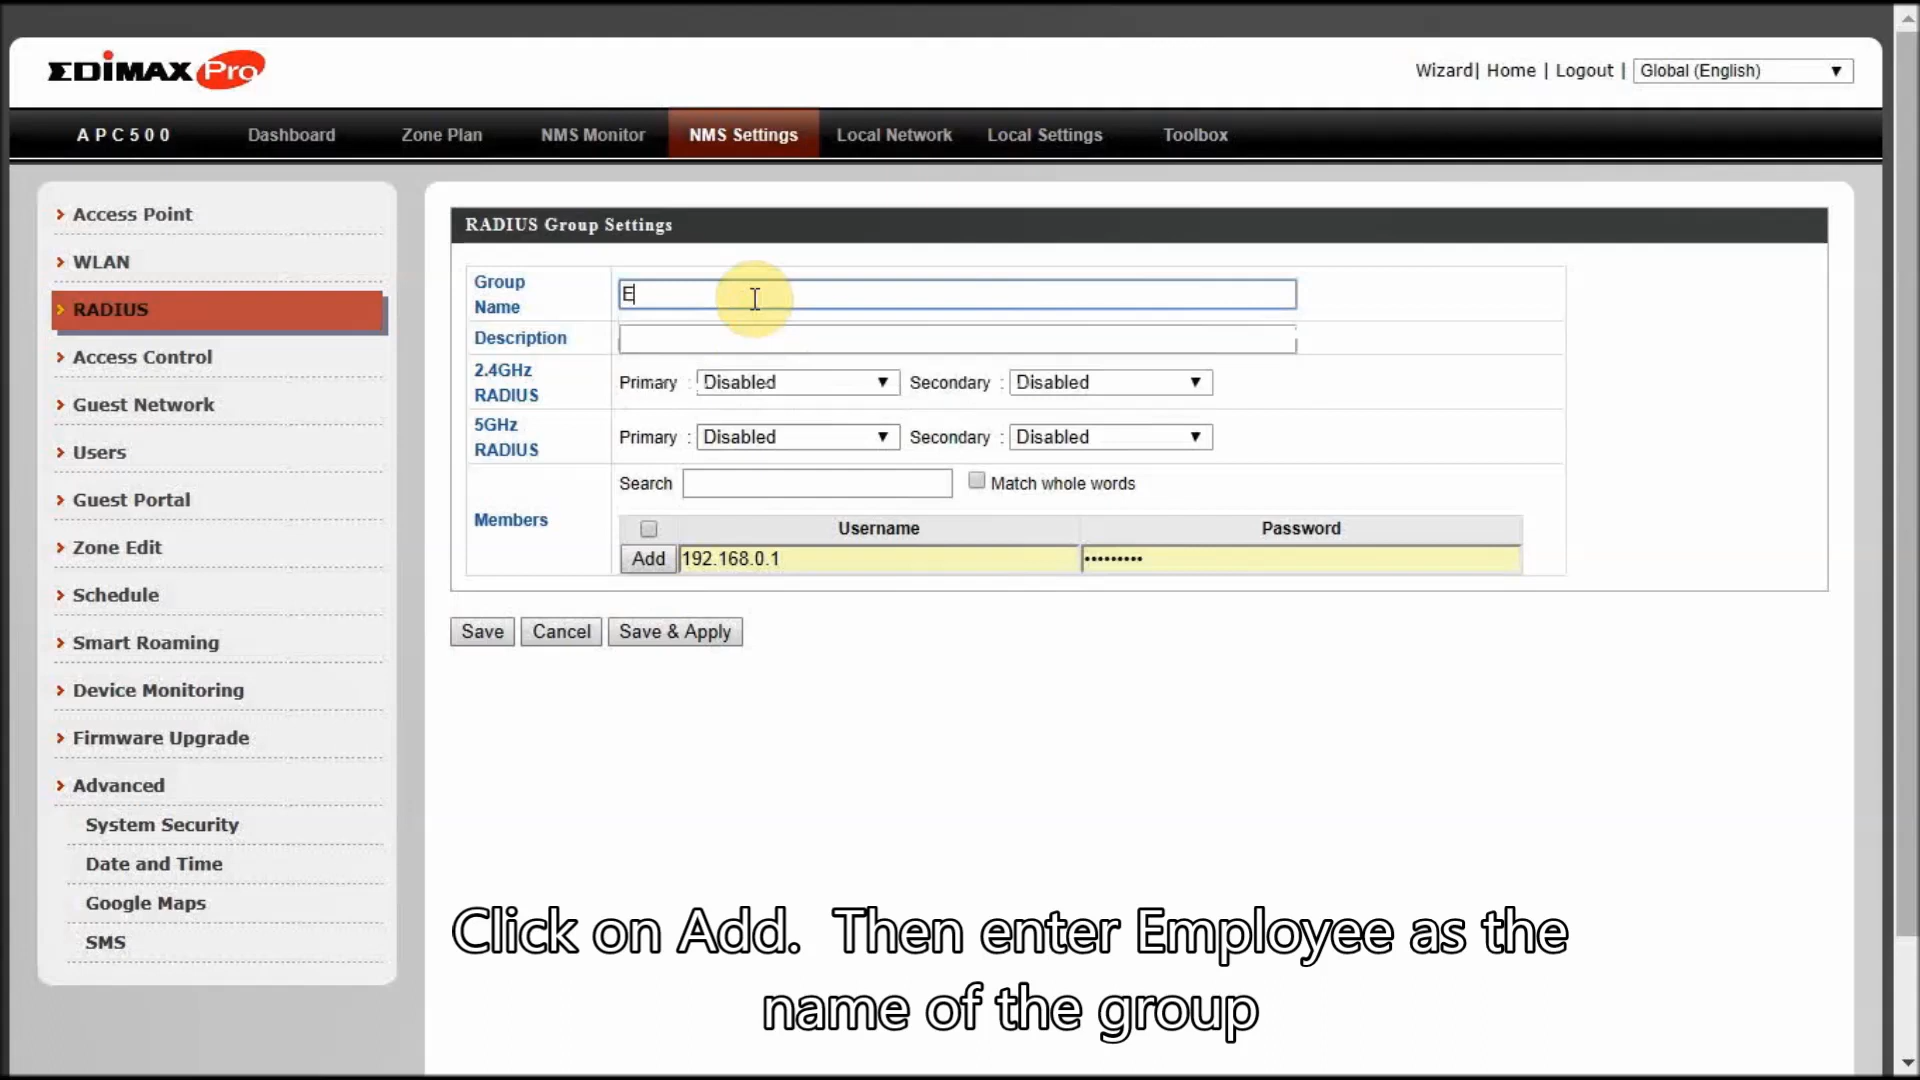 EDIMAX Pro
Wizard| Home | Logout | Global (English)
APC500 Dashboard Zone Plan NMS Monitor NMS Settings Local Network Local Settings Toolbox
Access Point
WLAN
RADIUS
Access Control
Guest Network
Users
Guest Portal
Zone Edit
Schedule
Smart Roaming
Device Monitoring
Firmware Upgrade
Advanced
System Security
Date and Time
Google Maps
SMS
RADIUS Group Settings
Group
Name
E
Description
2.4GHz
RADIUS
Primary : Disabled Secondary : Disabled
5GHz
RADIUS
Primary : Disabled Secondary : Disabled
Members
Search Match whole words
Username Password
Add 192.168.0.1 •••••••••
Save Cancel Save & Apply
Click on Add. Then enter Employee as the
name of the group